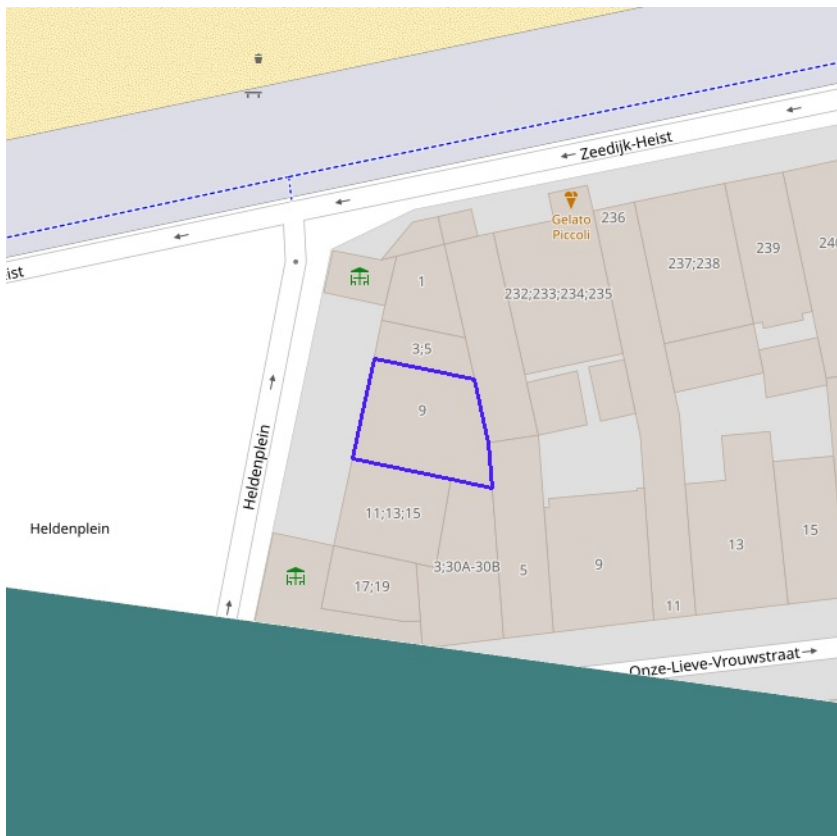 Zeedijk-Heist
ist
Gelato
Piccoli
236
237;238
239
1
232;233;234;235
3;5
9
Heldenplein
Heldenplein
11;13;15
3;30A-30B
5
9
13
15
17;19
11
Onze-Lieve-Vrouwstraat